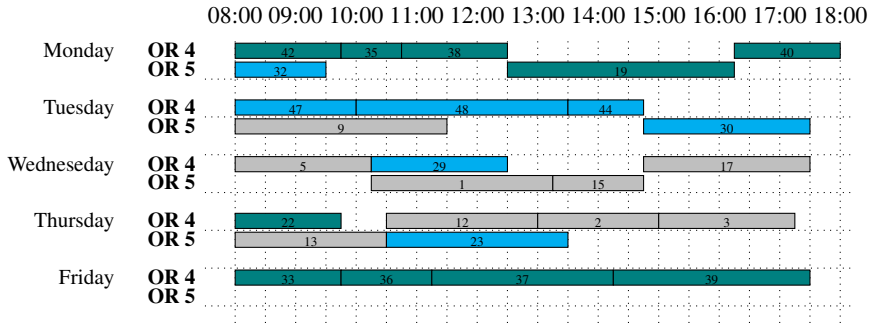 08:00 09:00 10:00 11:00 12:00 13:00 14:00 15:00 16:00 17:00 18:00
Monday OR 4 42 35 38 40
OR 5 32 19
Tuesday OR 4 47 48 44
OR 5 9 30
Wedneseday OR 4 5 29 17
OR 5 1 15
Thursday OR 4 22 12 2 3
OR 5 13 23
Friday OR 4 33 36 37 39
OR 5